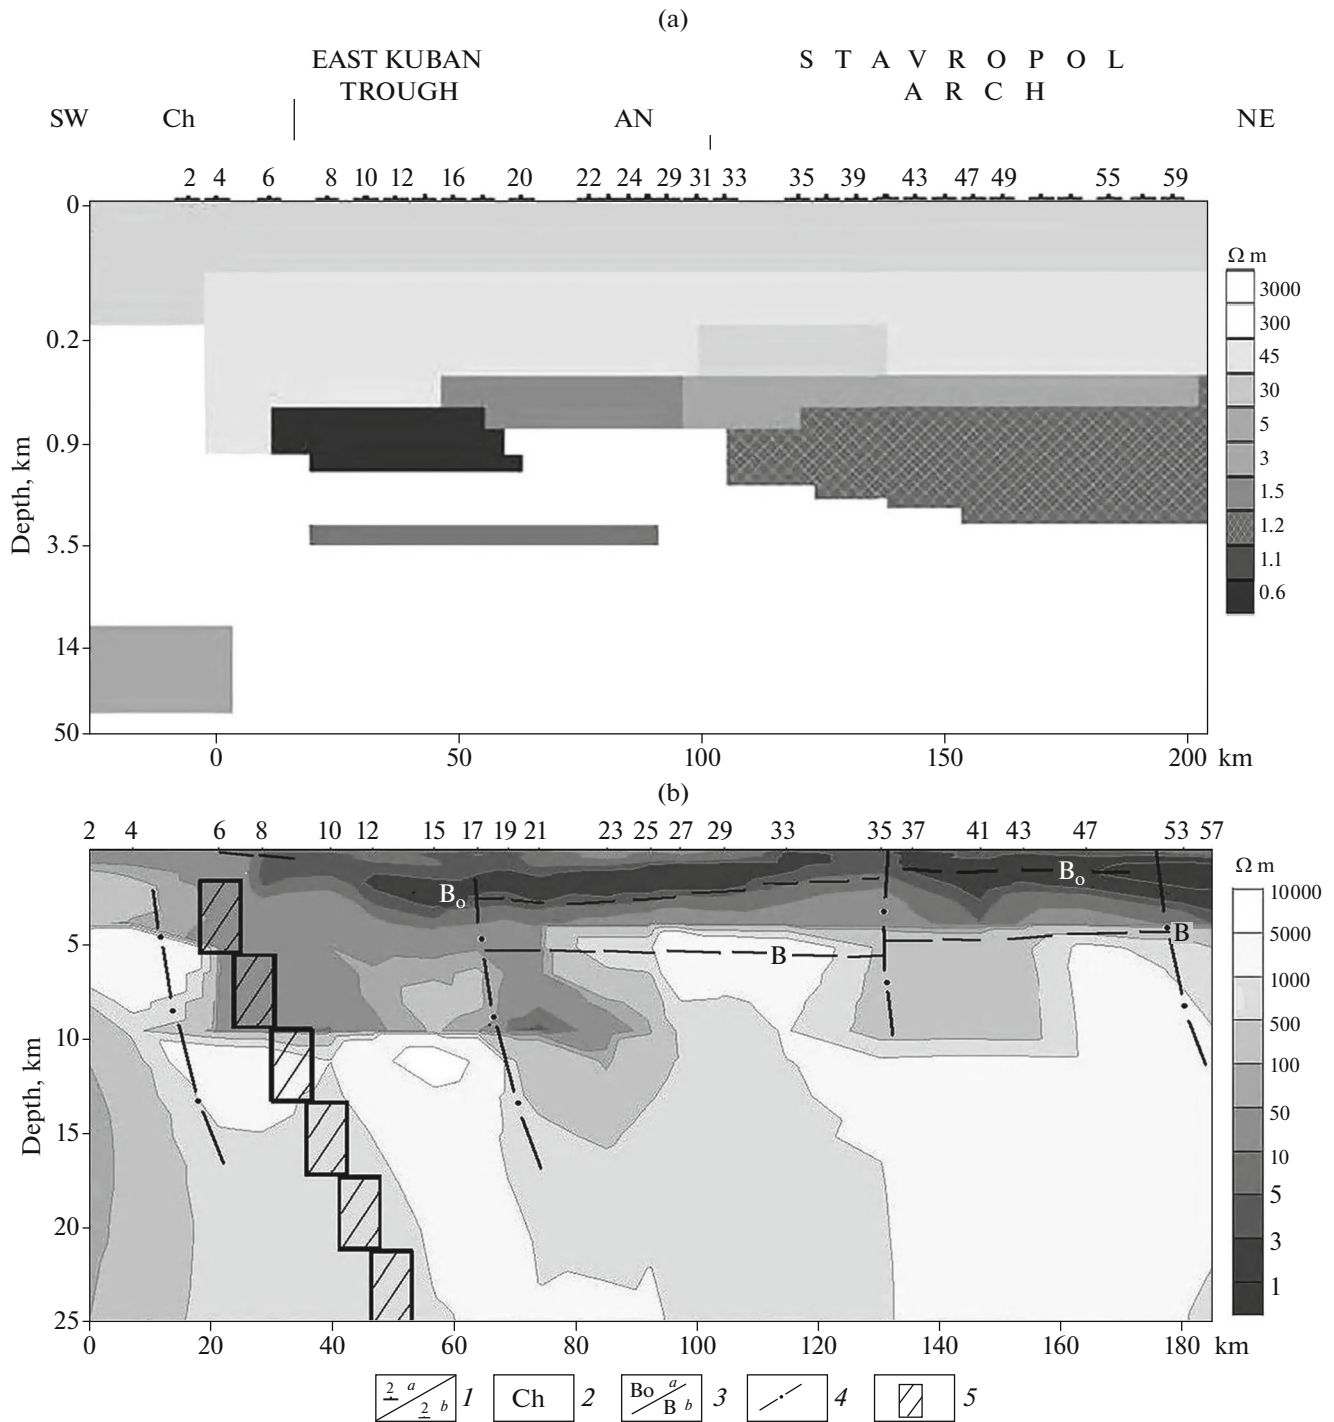 (a)
EAST KUBAN
TROUGH
S T A V R O P O L
A R C H
SW Ch AN NE
2 4 6 8 10 12 16 20 22 24 29 31 33 35 39 43 47 49 55 59
0
0.2
0.9
3.5
14
50
Depth, km
Ω m
3000
300
45
30
5
3
1.5
1.2
1.1
0.6
0 50 100 150 200 km
(b)
2 4 6 8 10 12 15 17 19 21 23 25 27 29 33 35 37 41 43 47 53 57
Bo Bo
B B
5
10
15
20
25
Depth, km
Ω m
10000
5000
1000
500
100
50
10
5
3
1
0 20 40 60 80 100 120 140 160 180 km
2 a 2 b 1 Ch 2 Bo a B b 3 4 5